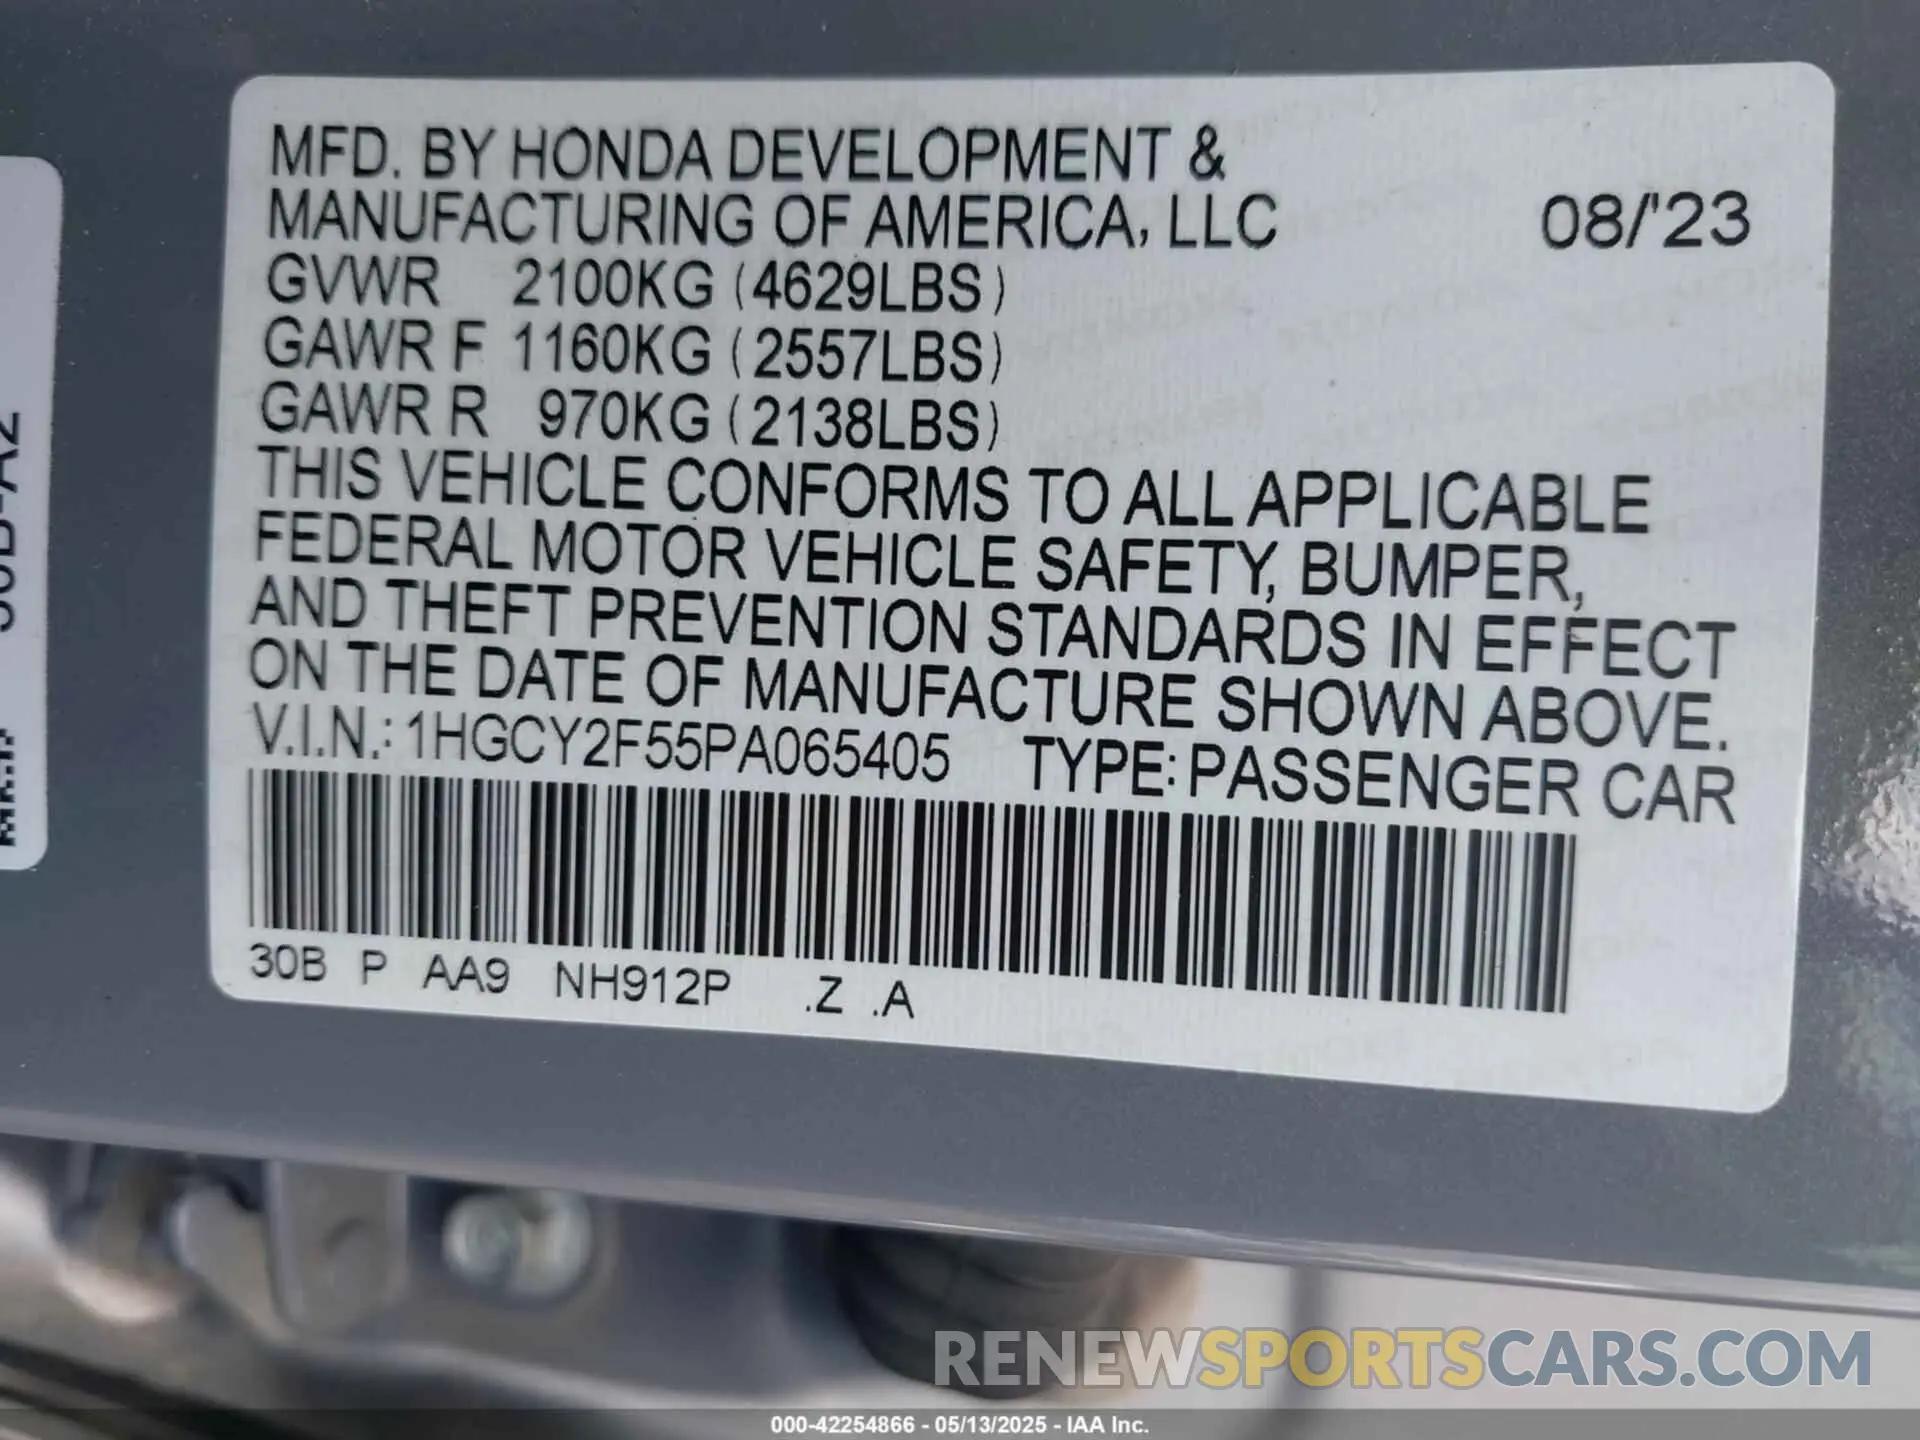 MFD. BY HONDA DEVELOPMENT &
MANUFACTURING OF AMERICA, LLC 08/'23
GVWR 2100KG (4629LBS)
GAWR F 1160KG (2557LBS)
GAWR R 970KG (2138LBS)
THIS VEHICLE CONFORMS TO ALL APPLICABLE
FEDERAL MOTOR VEHICLE SAFETY, BUMPER,
AND THEFT PREVENTION STANDARDS IN EFFECT
ON THE DATE OF MANUFACTURE SHOWN ABOVE.
V.I.N.: 1HGCY2F55PA065405 TYPE: PASSENGER CAR
30B P AA9 NH912P .Z .A
RENEWSPORTSCARS.COM
000-42254866 - 05/13/2025 - IAA Inc.